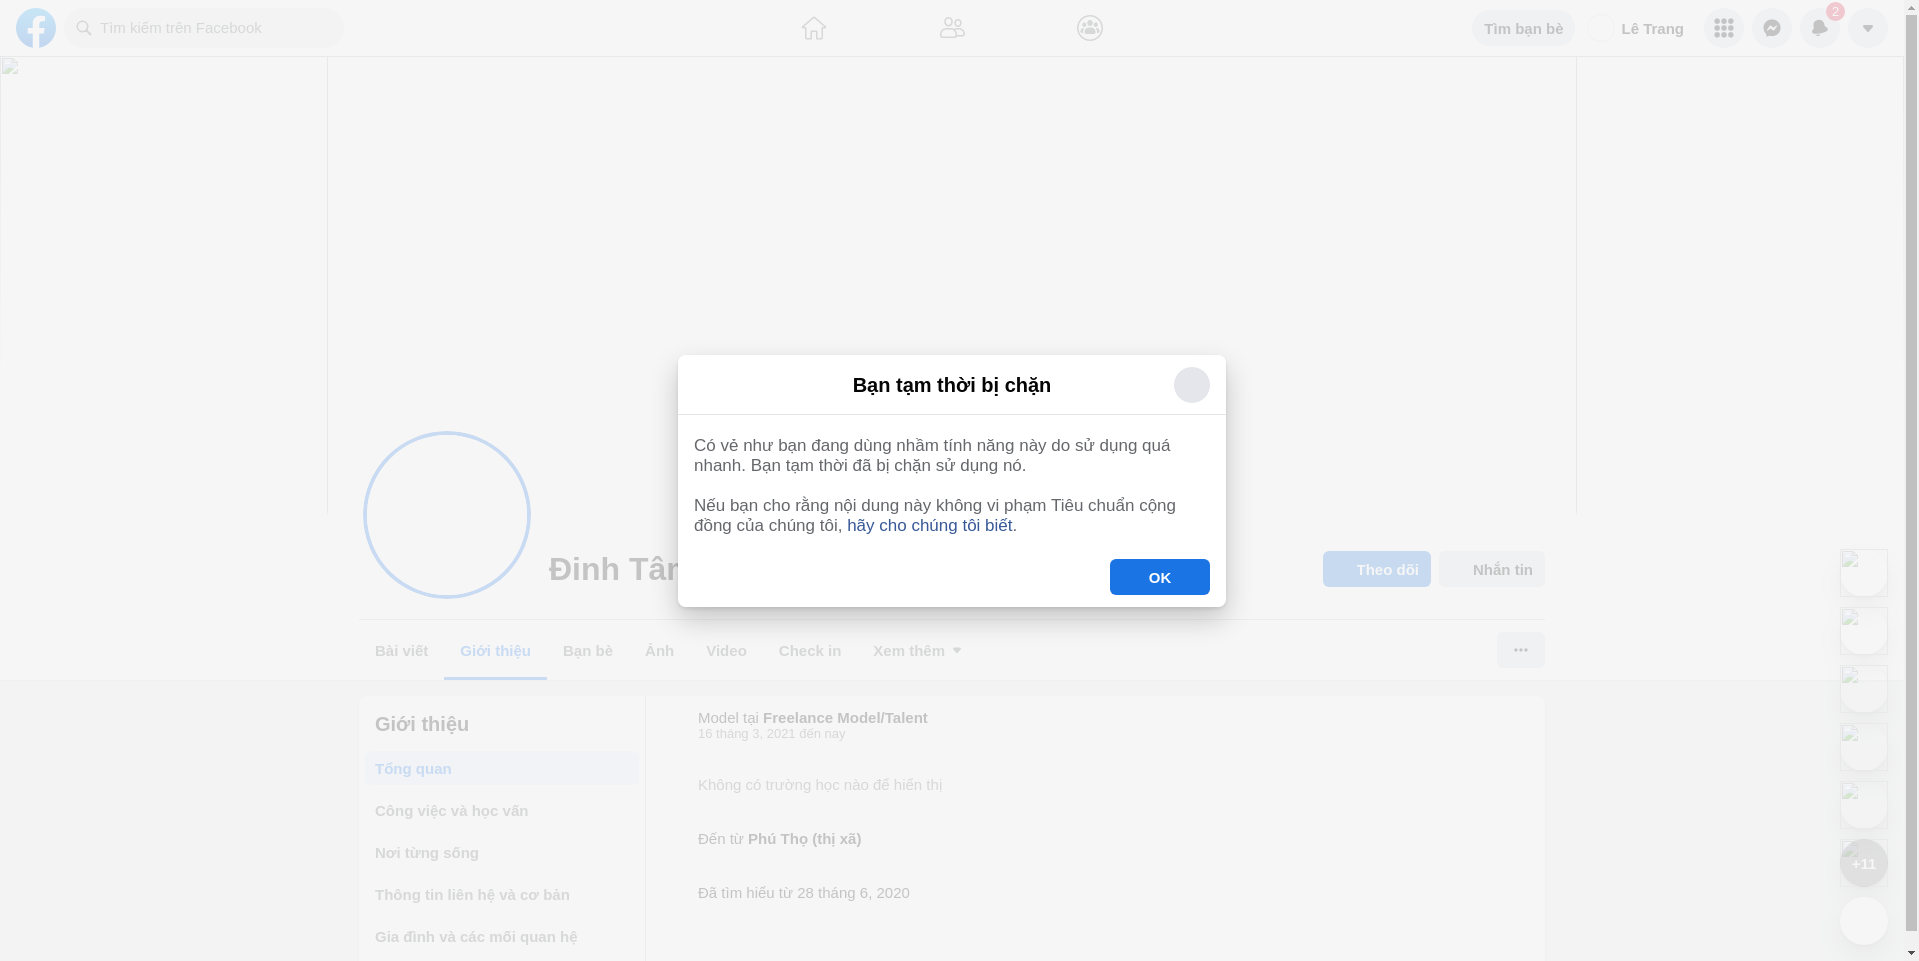 Tìm kiếm trên Facebook
Tìm bạn bè
Lê Trang
2
Bạn tạm thời bị chặn
Có vẻ như bạn đang dùng nhầm tính năng này do sử dụng quá
nhanh. Bạn tạm thời đã bị chặn sử dụng nó.
Nếu bạn cho rằng nội dung này không vi phạm Tiêu chuẩn cộng
đồng của chúng tôi, hãy cho chúng tôi biết.
OK
Đinh
Theo dõi
Nhắn tin
Bài viết
Giới thiệu
Bạn bè
Ảnh
Video
Check in
Xem thêm
Giới thiệu
Tổng quan
Công việc và học vấn
Nơi từng sống
Thông tin liên hệ và cơ bản
Gia đình và các mối quan hệ
Model tại Freelance Model/Talent
16 tháng 3, 2021 đến nay
Không có trường học nào để hiển thị
Đến từ Phú Thọ (thị xã)
Đã tìm hiểu từ 28 tháng 6, 2020
+11